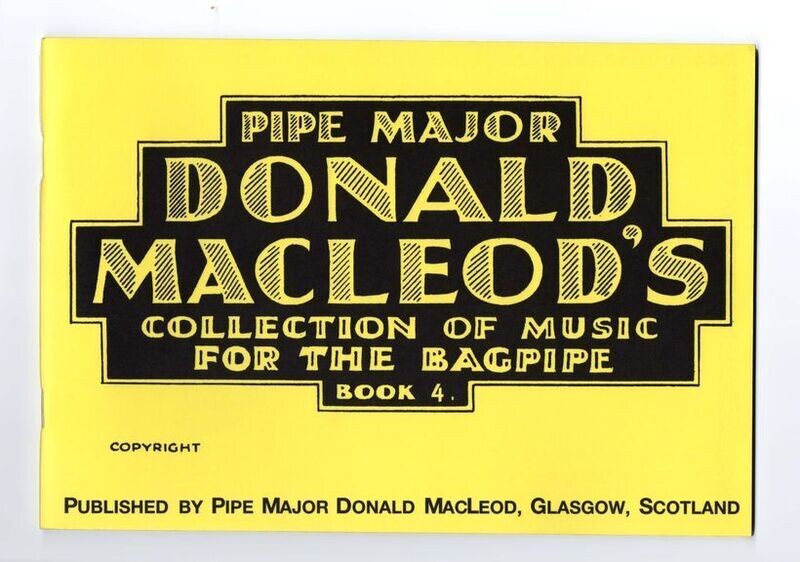 PIPE MAJOR
DONALD
MACLEOD'S
COLLECTION OF MUSIC
FOR THE BAGPIPE
BOOK 4.
COPYRIGHT
PUBLISHED BY PIPE MAJOR DONALD MACLEOD, GLASGOW, SCOTLAND